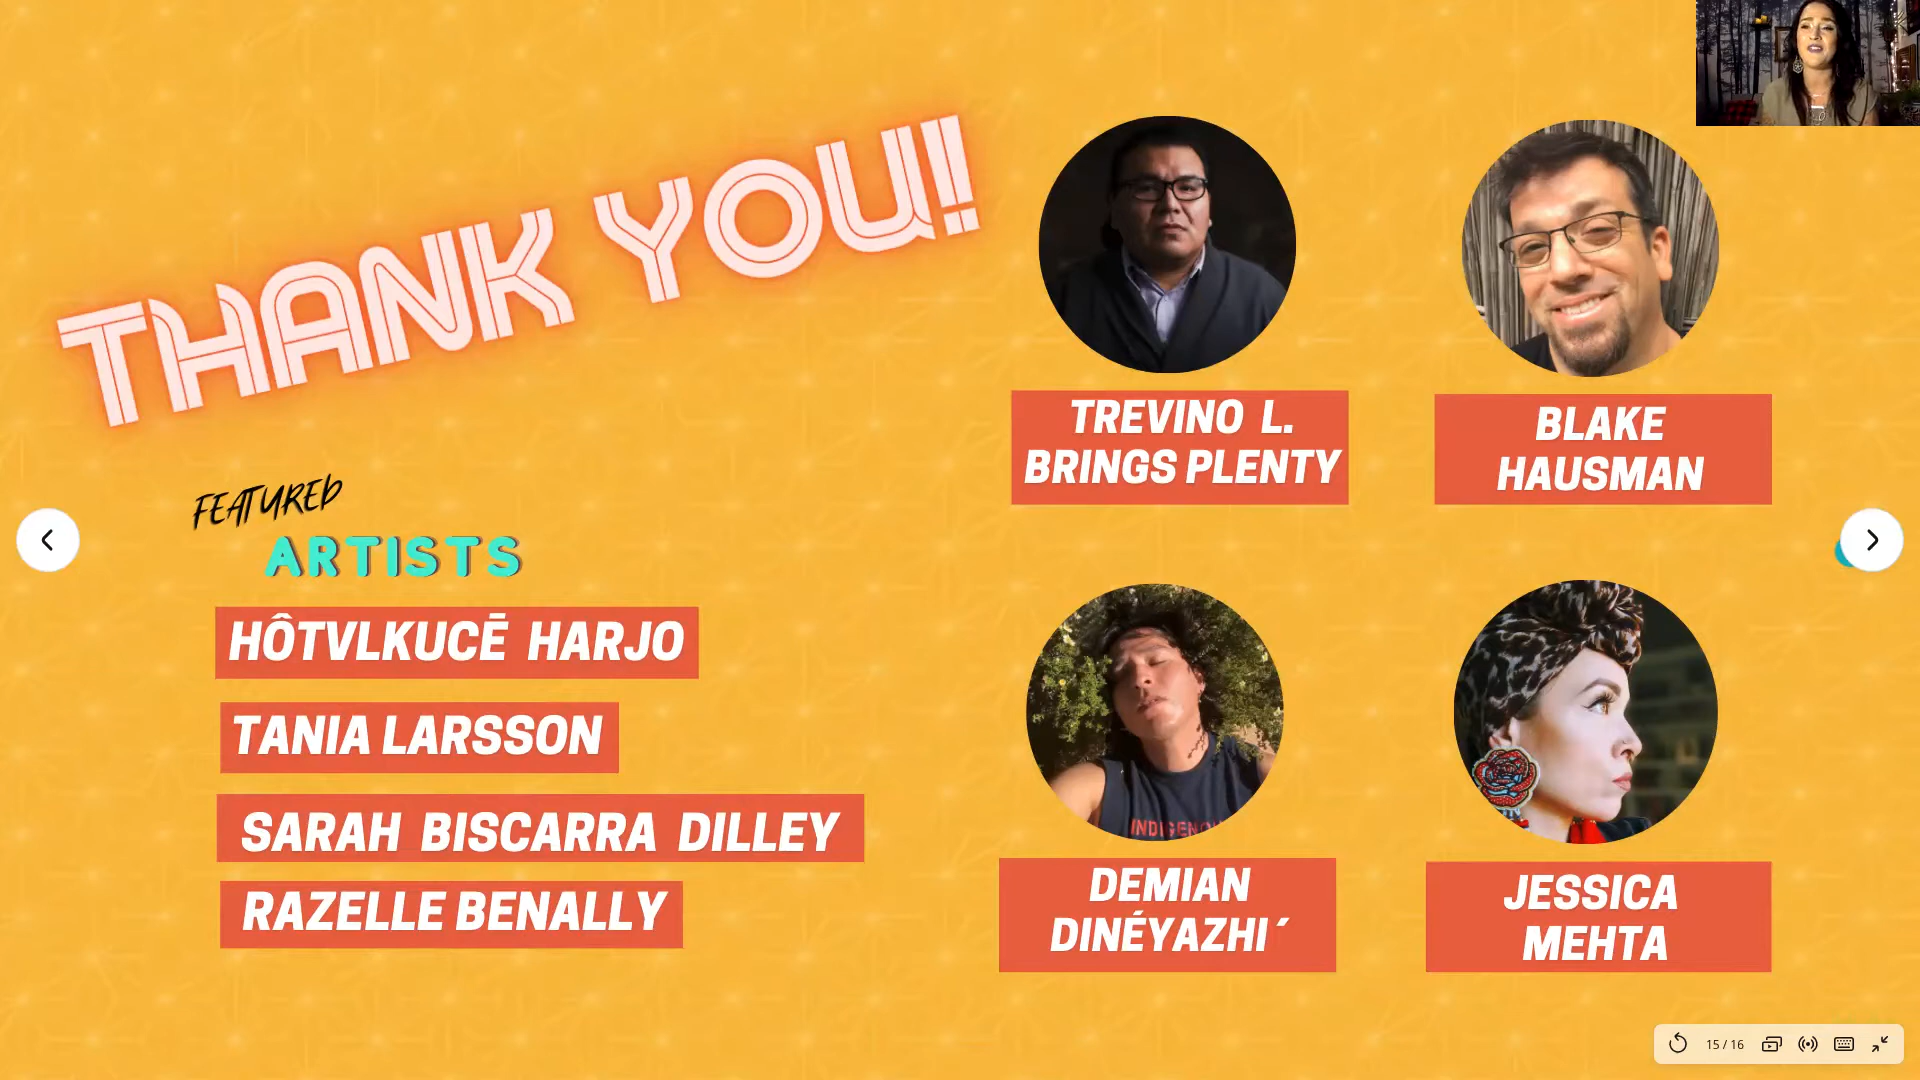 THANK YOU!
FEATURED
ARTISTS
HÔTVLKUCĒ HARJO
TANIA LARSSON
SARAH BISCARRA DILLEY
RAZELLE BENALLY
TREVINO L.
BRINGS PLENTY
BLAKE
HAUSMAN
DEMIAN
DINÉYAZHI´
JESSICA
MEHTA
15 / 16